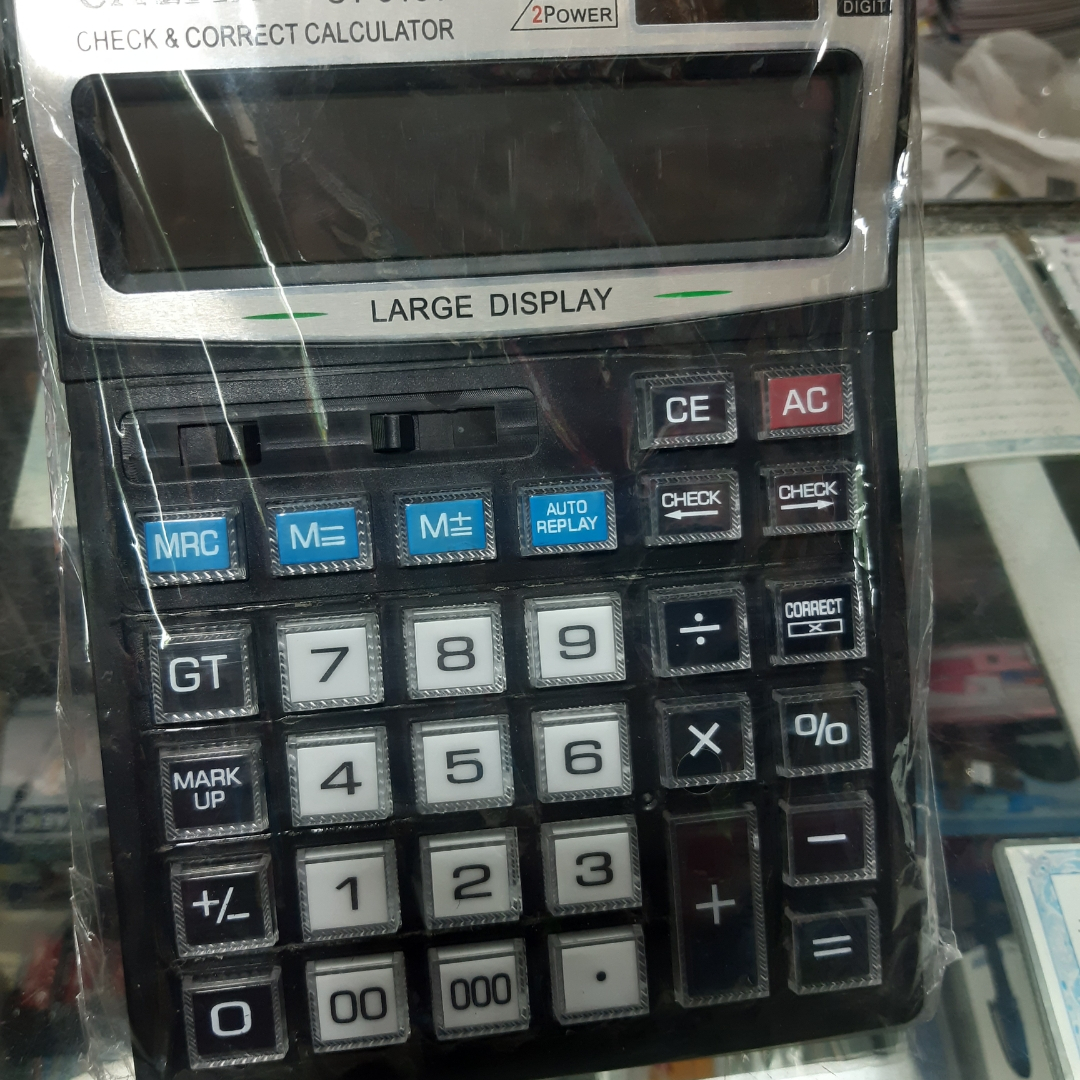 2POWER
DIGIT
CHECK & CORRECT CALCULATOR
LARGE DISPLAY
CE
AC
MRC
M=
M±
AUTO
REPLAY
CHECK
←
CHECK
→
GT
7
8
9
÷
CORRECT
X
MARK
UP
4
5
6
×
%
+/−
1
2
3
+
−
0
00
000
.
=